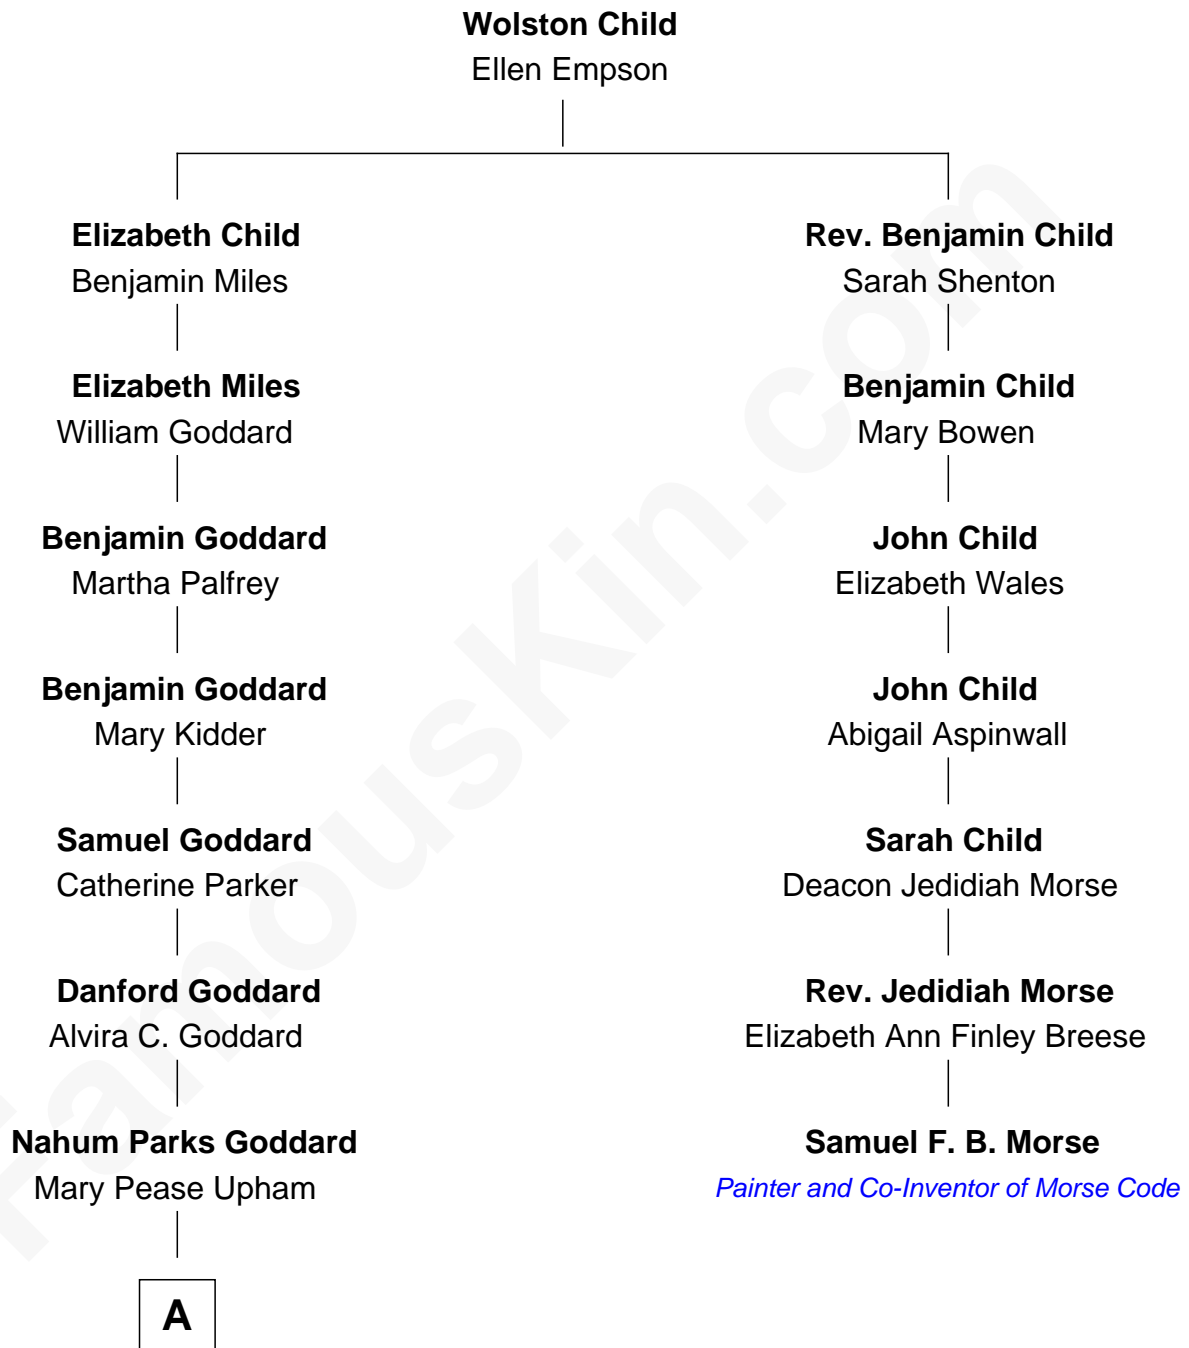 Wolston Child
Ellen Empson
Elizabeth Child
Benjamin Miles
Rev. Benjamin Child
Sarah Shenton
Elizabeth Miles
William Goddard
Benjamin Child
Mary Bowen
Benjamin Goddard
Martha Palfrey
John Child
Elizabeth Wales
Benjamin Goddard
Mary Kidder
John Child
Abigail Aspinwall
Samuel Goddard
Catherine Parker
Sarah Child
Deacon Jedidiah Morse
Danford Goddard
Alvira C. Goddard
Rev. Jedidiah Morse
Elizabeth Ann Finley Breese
Nahum Parks Goddard
Mary Pease Upham
Samuel F. B. Morse
Painter and Co-Inventor of Morse Code
A
FamousKin.com